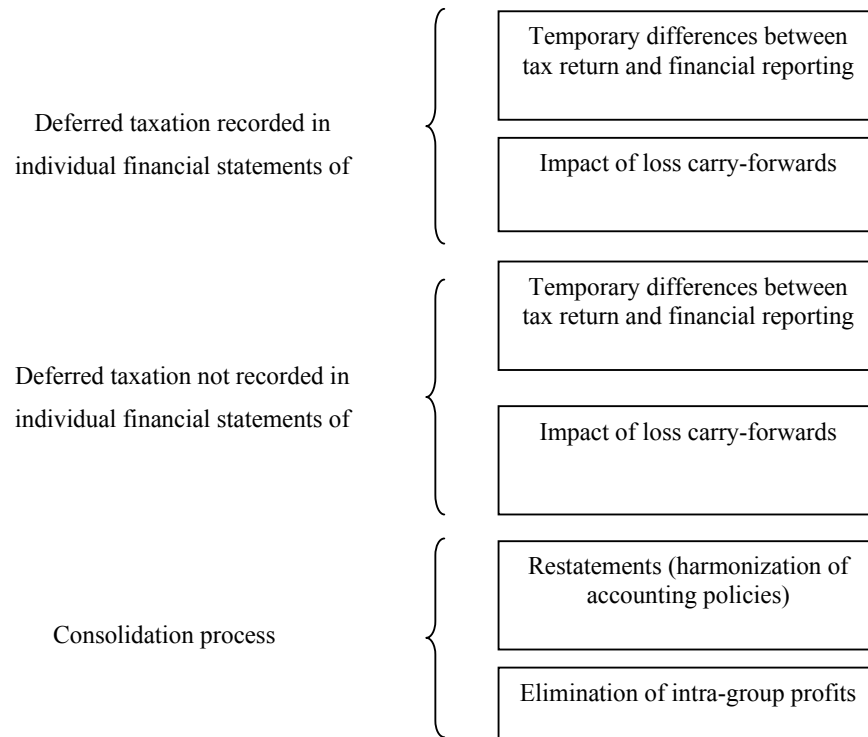 Deferred taxation recorded in
individual financial statements of
Temporary differences between
tax return and financial reporting
Impact of loss carry-forwards
Deferred taxation not recorded in
individual financial statements of
Temporary differences between
tax return and financial reporting
Impact of loss carry-forwards
Consolidation process
Restatements (harmonization of
accounting policies)
Elimination of intra-group profits